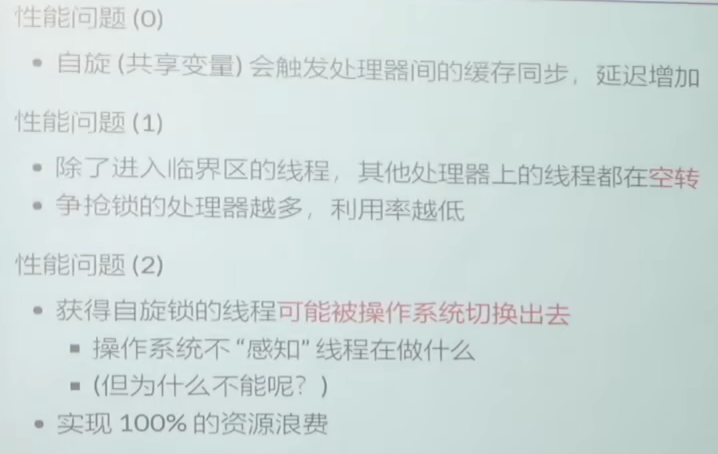 性能问题 (0)
• 自旋 (共享变量) 会触发处理器间的缓存同步，延迟增加
性能问题 (1)
• 除了进入临界区的线程，其他处理器上的线程都在空转
• 争抢锁的处理器越多，利用率越低
性能问题 (2)
• 获得自旋锁的线程可能被操作系统切换出去
▪ 操作系统不 “感知” 线程在做什么
▪ (但为什么不能呢？)
• 实现 100% 的资源浪费